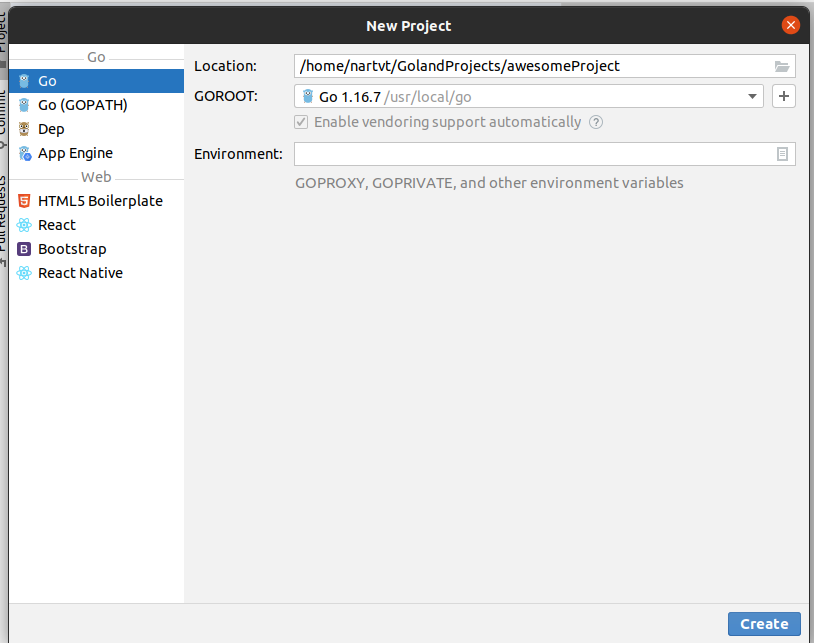 New Project
Go
Go
Go (GOPATH)
Dep
App Engine
Web
HTML5 Boilerplate
React
Bootstrap
React Native
Location: /home/nartvt/GolandProjects/awesomeProject
GOROOT: Go 1.16.7 /usr/local/go
Enable vendoring support automatically ?
Environment:
GOPROXY, GOPRIVATE, and other environment variables
Create
Project
Commit
Pull Requests